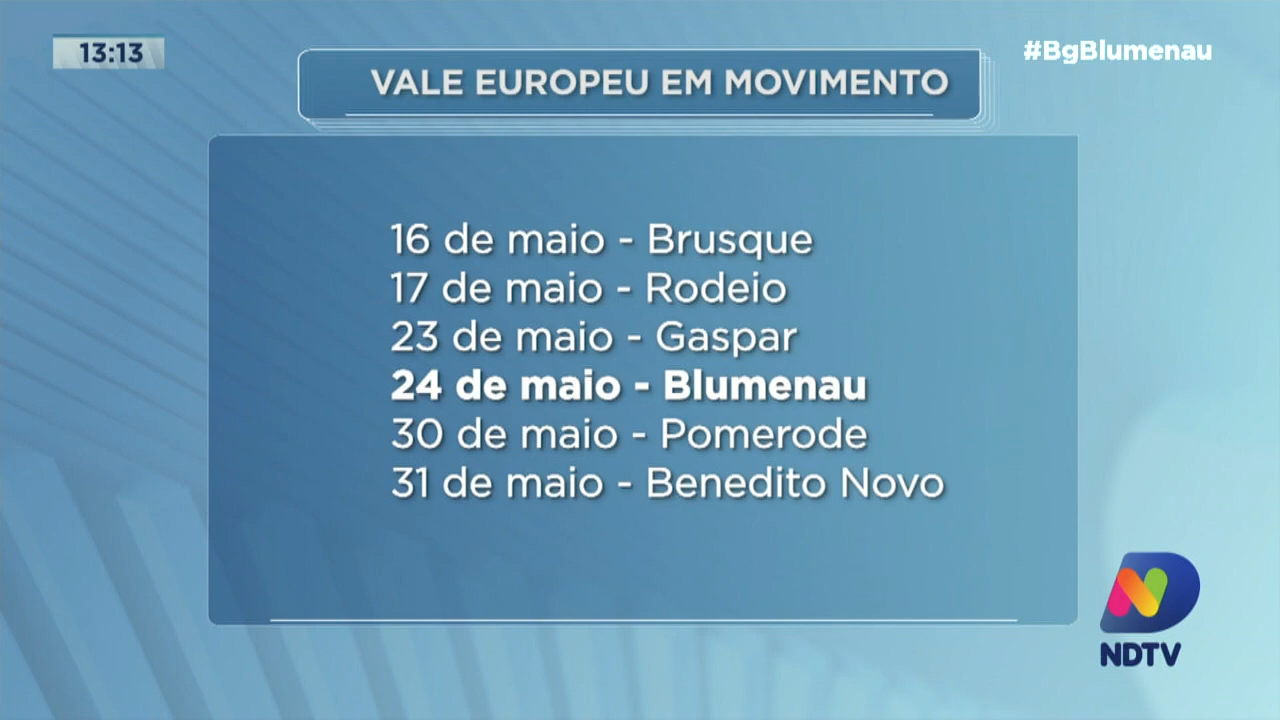 13:13
#BgBlumenau
VALE EUROPEU EM MOVIMENTO
16 de maio - Brusque
17 de maio - Rodeio
23 de maio - Gaspar
24 de maio - Blumenau
30 de maio - Pomerode
31 de maio - Benedito Novo
NDTV